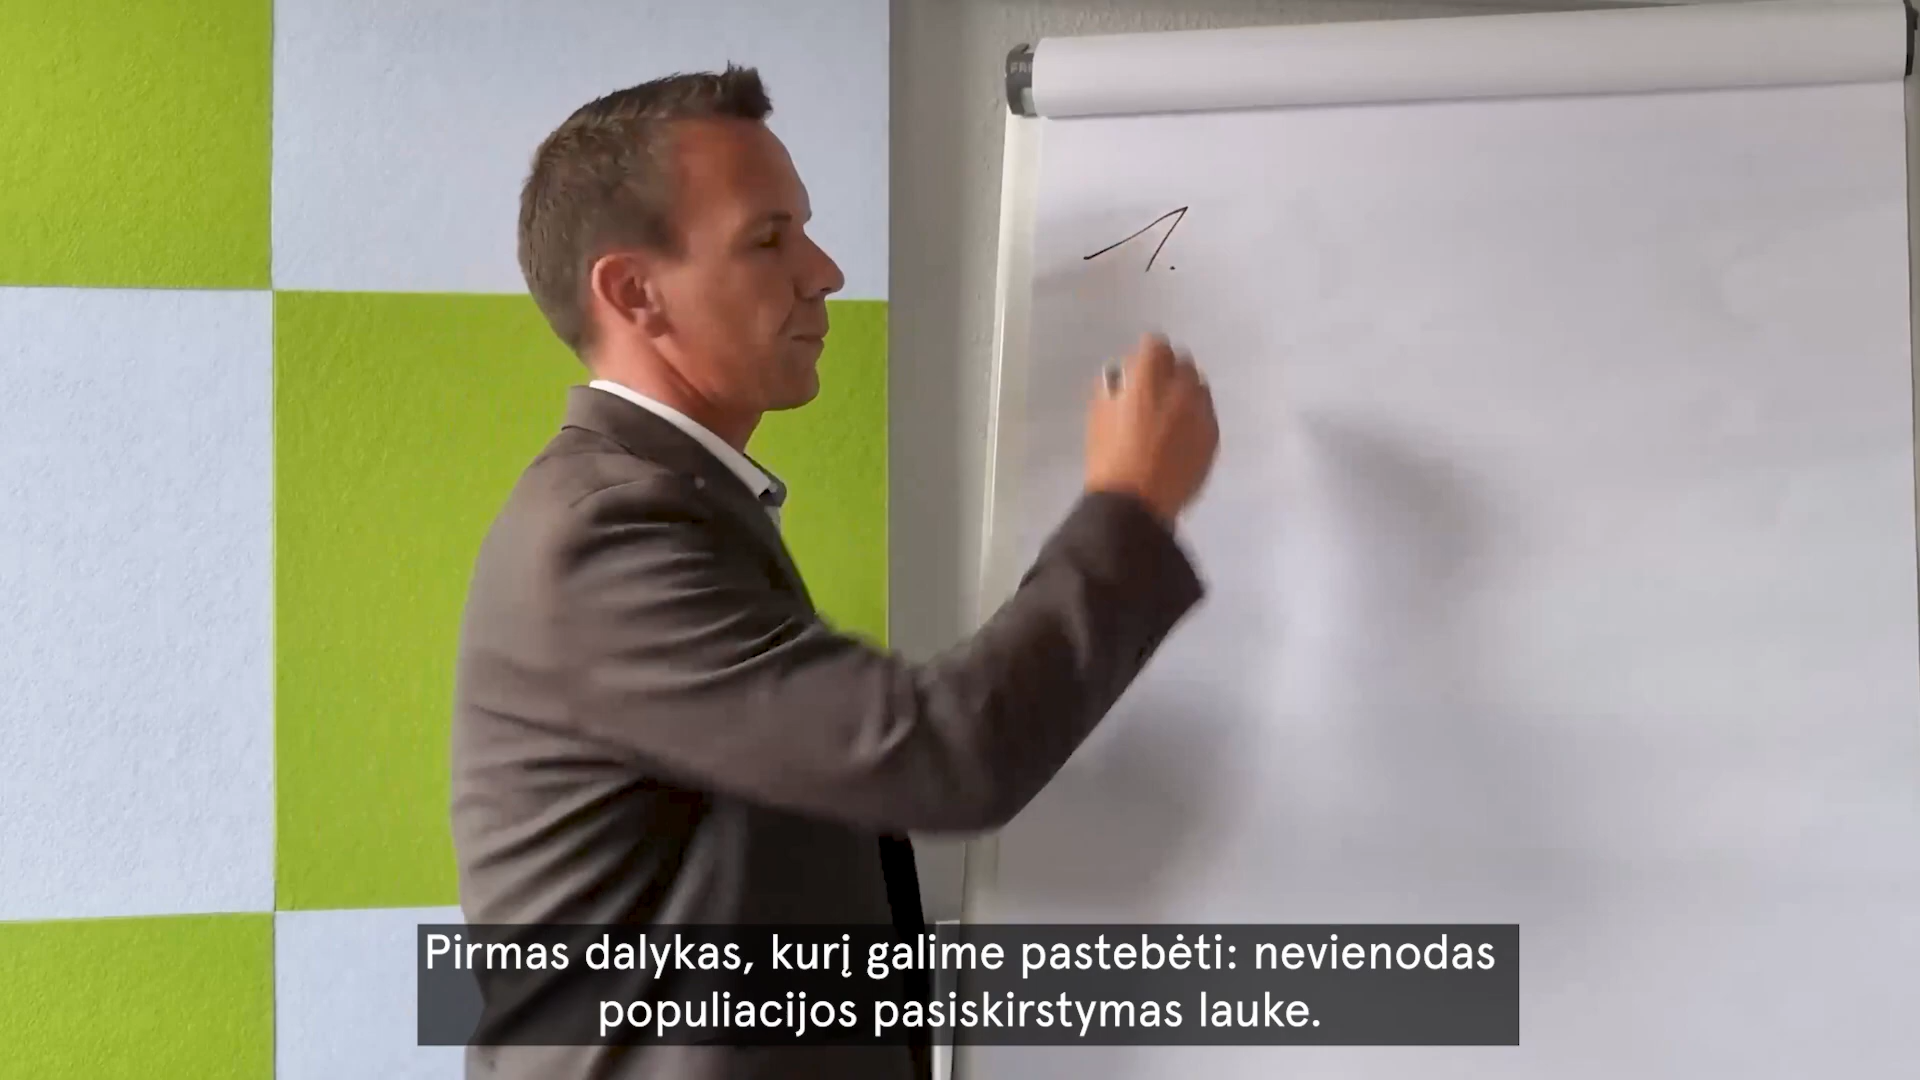 1.
Pirmas dalykas, kurį galime pastebėti: nevienodas
populiacijos pasiskirstymas lauke.